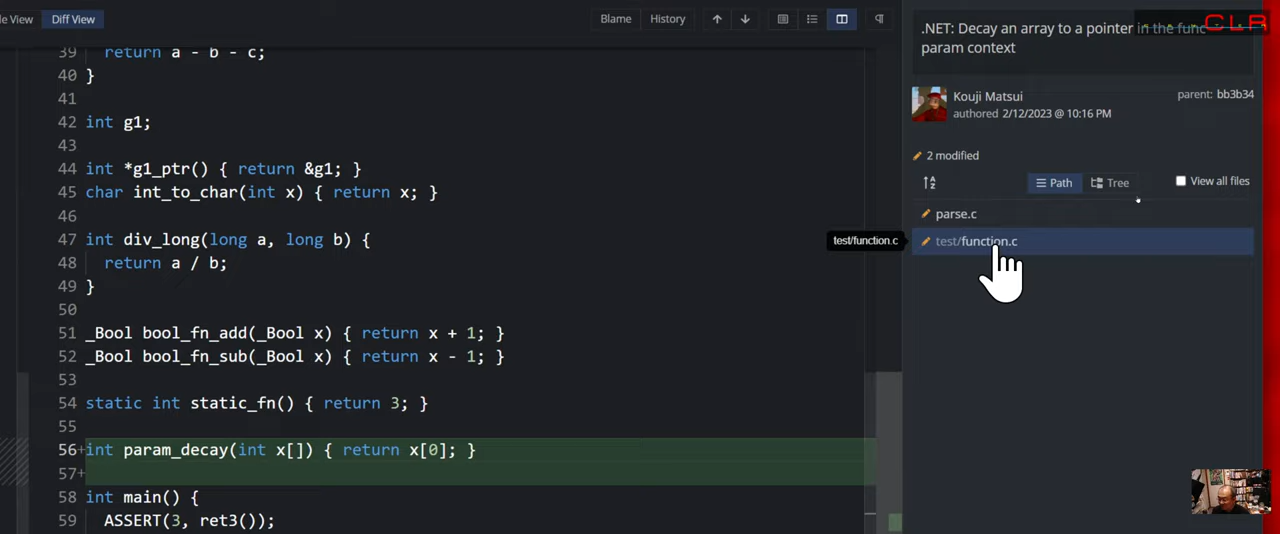 le View
Diff View
Blame
History
39 return a - b - c;
40 }
41
42 int g1;
43
44 int *g1_ptr() { return &g1; }
45 char int_to_char(int x) { return x; }
46
47 int div_long(long a, long b) {
48 return a / b;
49 }
50
51 _Bool bool_fn_add(_Bool x) { return x + 1; }
52 _Bool bool_fn_sub(_Bool x) { return x - 1; }
53
54 static int static_fn() { return 3; }
55
56+int param_decay(int x[]) { return x[0]; }
57+
58 int main() {
59 ASSERT(3, ret3());
CLR
.NET: Decay an array to a pointer in the func
param context
Kouji Matsui
authored 2/12/2023 @ 10:16 PM
parent: bb3b34
2 modified
Path
Tree
View all files
parse.c
test/function.c
test/function.c